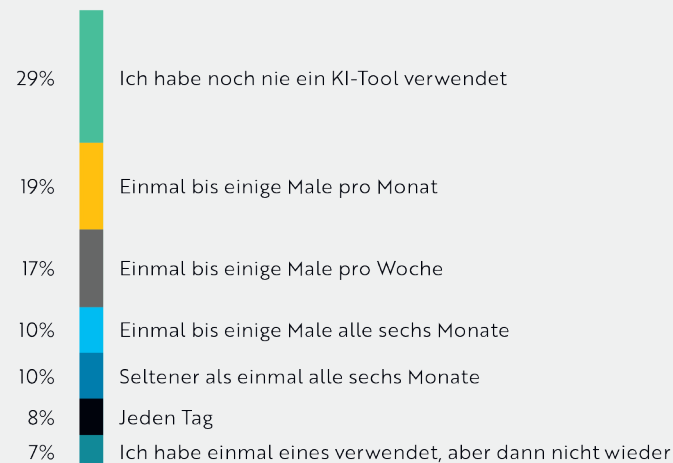 29% Ich habe noch nie ein KI-Tool verwendet
19% Einmal bis einige Male pro Monat
17% Einmal bis einige Male pro Woche
10% Einmal bis einige Male alle sechs Monate
10% Seltener als einmal alle sechs Monate
8% Jeden Tag
7% Ich habe einmal eines verwendet, aber dann nicht wieder